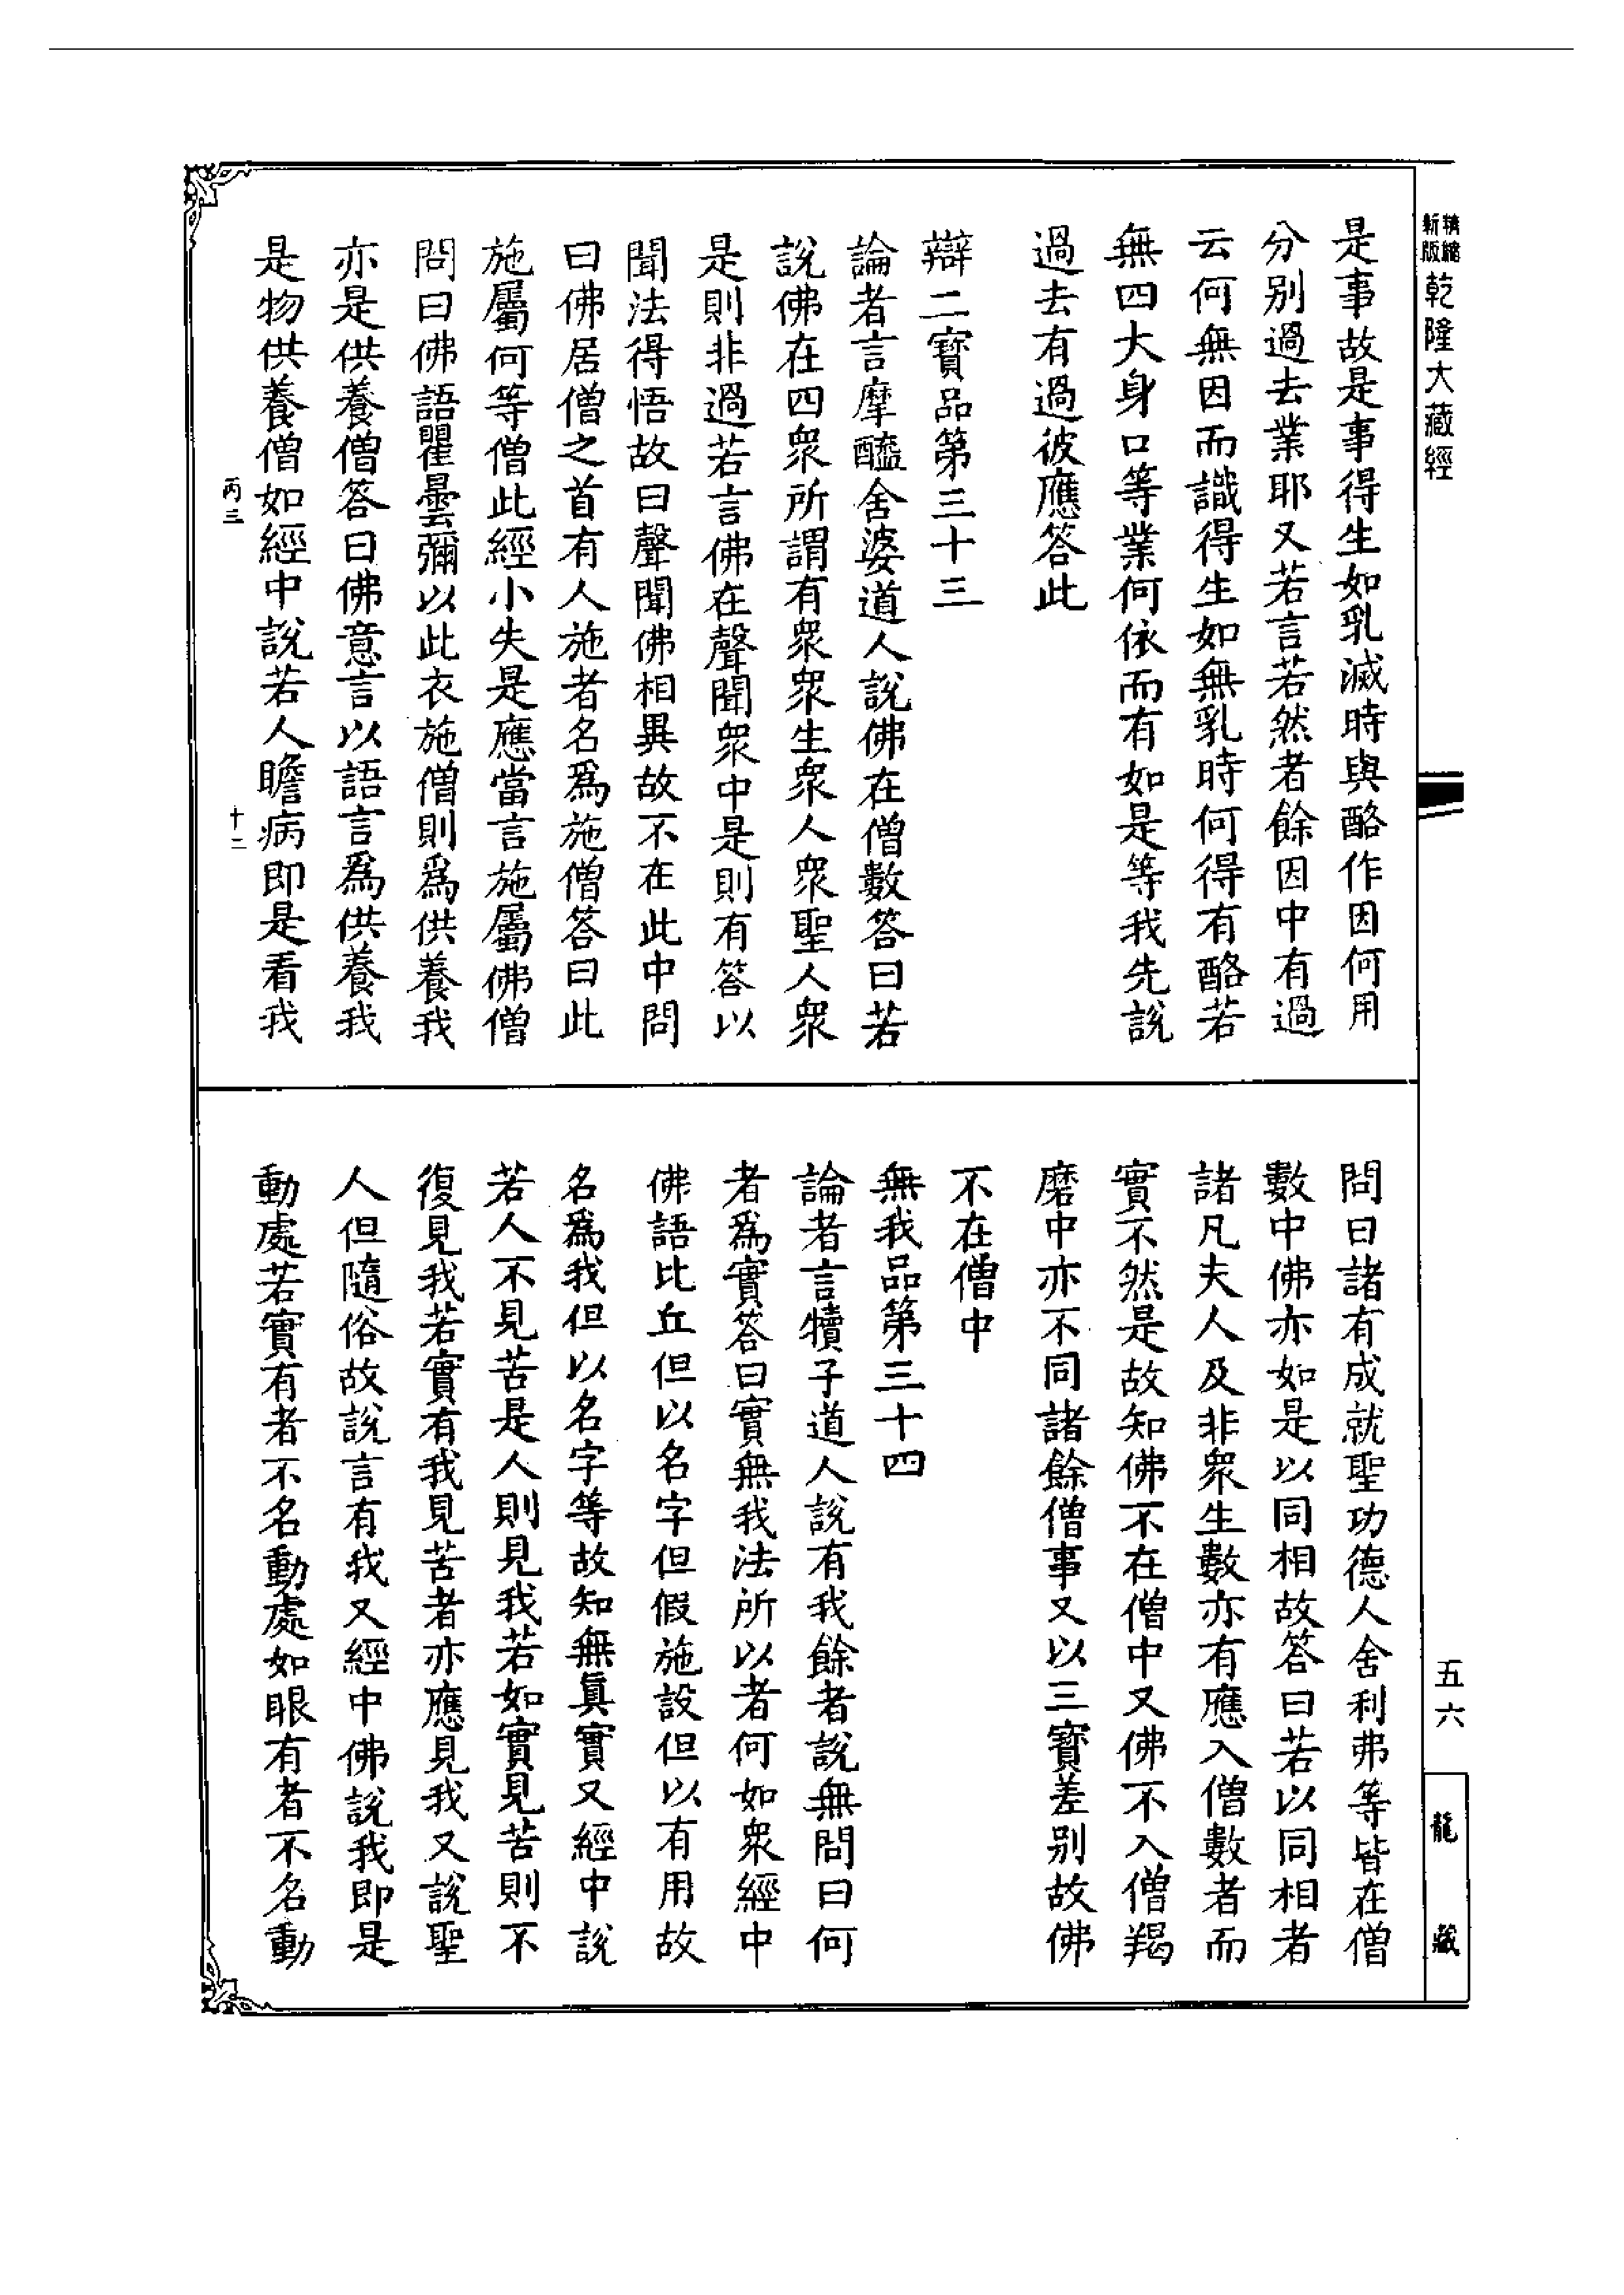 精縮新版乾隆大藏經
是事故是事得生如乳滅時與酪作因何用
分别過去業耶又若言若然者餘因中有過
云何無因而識得生如無乳時何得有酪若
無四大身口等業何依而有如是等我先說
過去有過彼應答此
辯二寶品第三十三
論者言摩醯舍婆道人說佛在僧數答曰若
說佛在四衆所謂有衆衆生衆人衆聖人衆
是則非過若言佛在聲聞衆中是則有答以
聞法得悟故曰聲聞佛相異故不在此中問
曰佛居僧之首有人施者名爲施僧答曰此
施屬何等僧此經小失是應當言施屬佛僧
問曰佛語瞿曇彌以此衣施僧則爲供養我
亦是供養僧答曰佛意言以語言爲供養我
是物供養僧如經中說若人瞻病即是看我
丙三
十二
問曰諸有成就聖功德人舍利弗等皆在僧
數中佛亦如是以同相故答曰若以同相者
諸凡夫人及非衆生數亦有應入僧數者而
實不然是故知佛不在僧中又佛不入僧羯
磨中亦不同諸餘僧事又以三寶差别故佛
不在僧中
無我品第三十四
論者言犢子道人說有我餘者說無問曰何
者爲實答曰實無我法所以者何如衆經中
佛語比丘但以名字但假施設但以有用故
名爲我但以名字等故知無眞實又經中說
若人不見苦是人則見我若如實見苦則不
復見我若實有我見苦者亦應見我又說聖
人但隨俗故說言有我又經中佛說我即是
動處若實有者不名動處如眼有者不名動
五六
龍藏